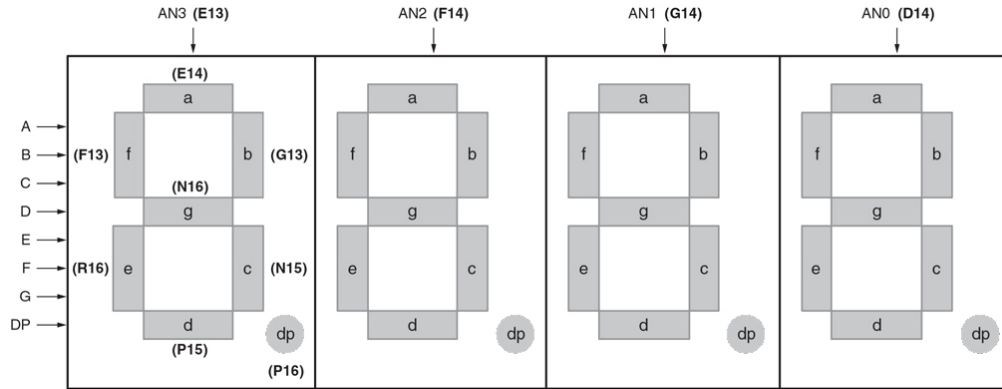 AN3 (E13) AN2 (F14) AN1 (G14) AN0 (D14)
(E14)
a a a a
A
B (F13) f b (G13) f b f b f b
C
(N16)
D g g g g
E
F (R16) e c (N15) e c e c e c
G
DP d dp d dp d dp d dp
(P15)
(P16)